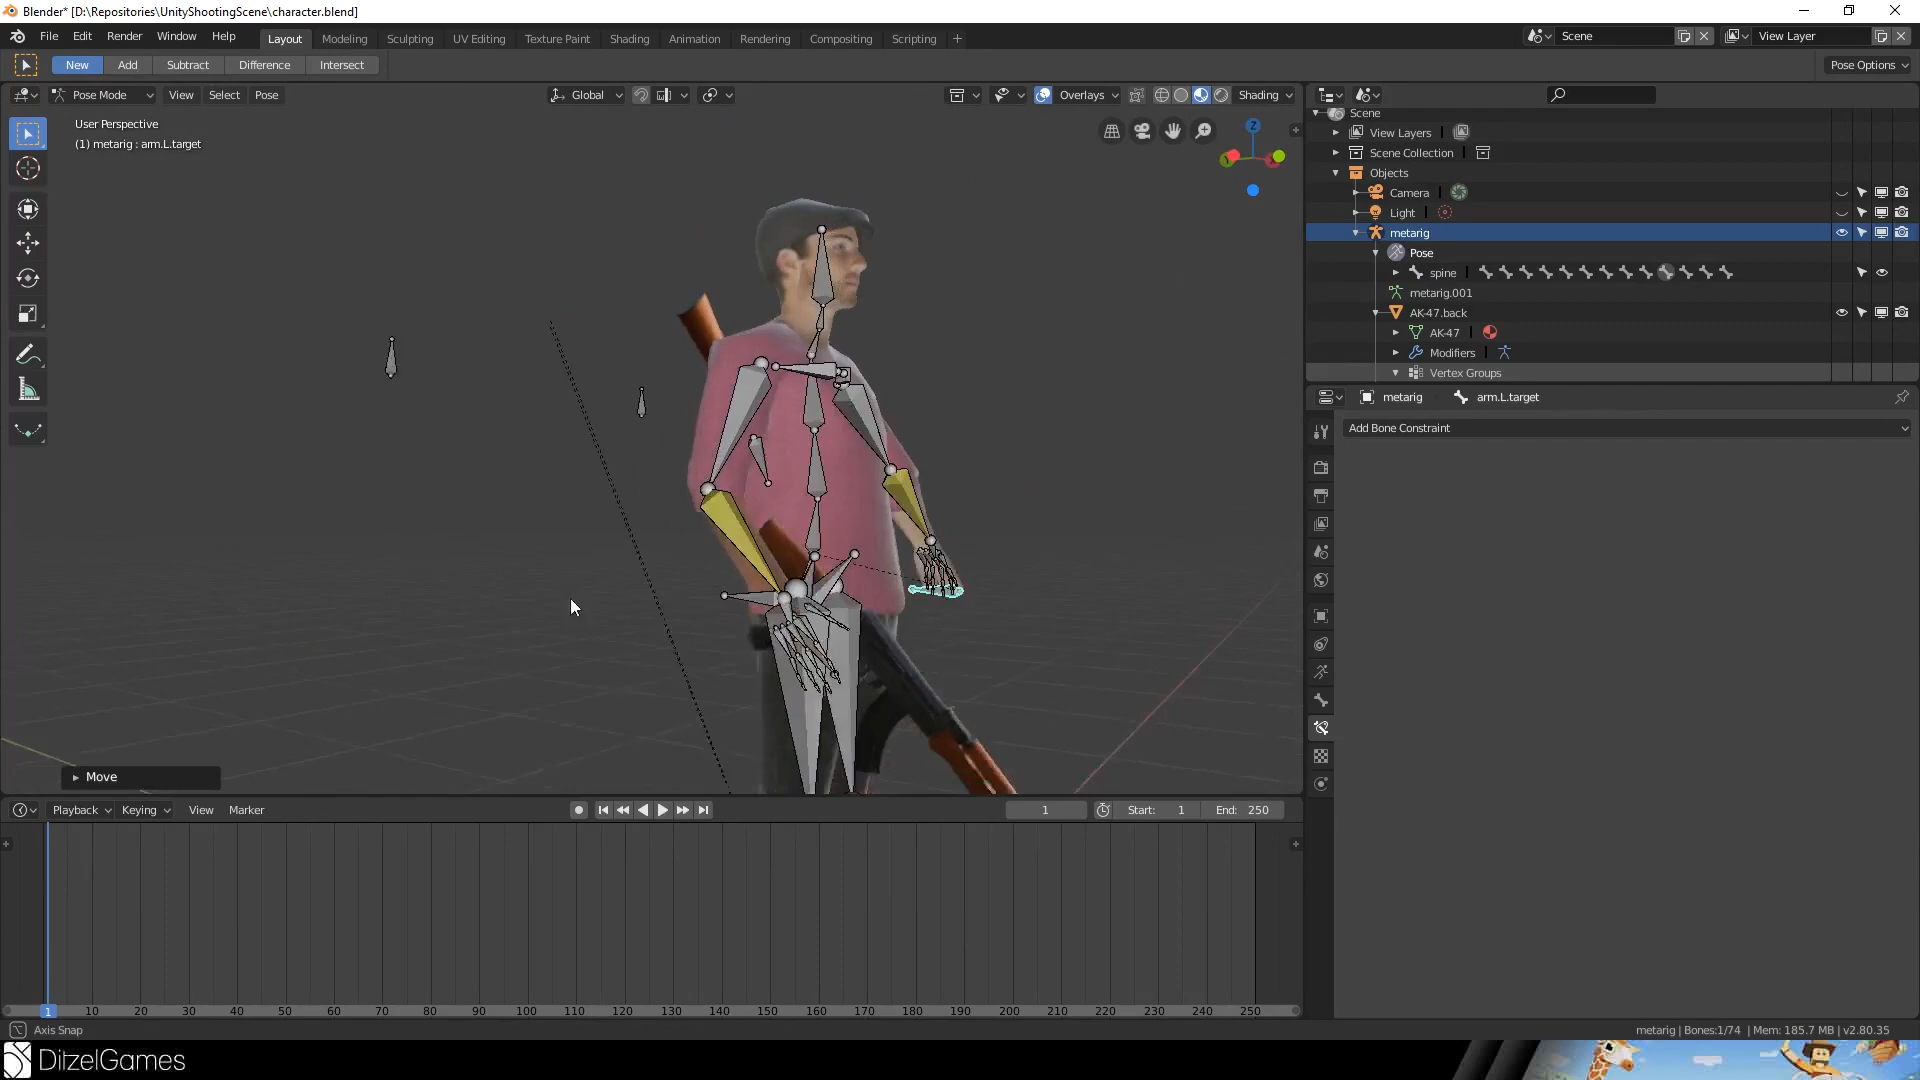 Blender* [D:\Repositories\UnityShootingScene\character.blend]
File Edit Render Window Help Layout Modeling Sculpting UV Editing Texture Paint Shading Animation Rendering Compositing Scripting + Scene View Layer
New Add Subtract Difference Intersect Pose Options
Pose Mode View Select Pose Global Overlays Shading
User Perspective
(1) metarig : arm.L.target
Z
Scene
View Layers
Scene Collection
Objects
Camera
Light
metarig
Pose
spine
metarig.001
AK-47.back
AK-47
Modifiers
Vertex Groups
metarig arm.L.target
Add Bone Constraint
Move
Playback Keying View Marker 1 Start: 1 End: 250
1 10 20 30 40 50 60 70 80 90 100 110 120 130 140 150 160 170 180 190 200 210 220 230 240 250
Axis Snap metarig | Bones:1/74 | Mem: 185.7 MB | v2.80.35
DitzelGames